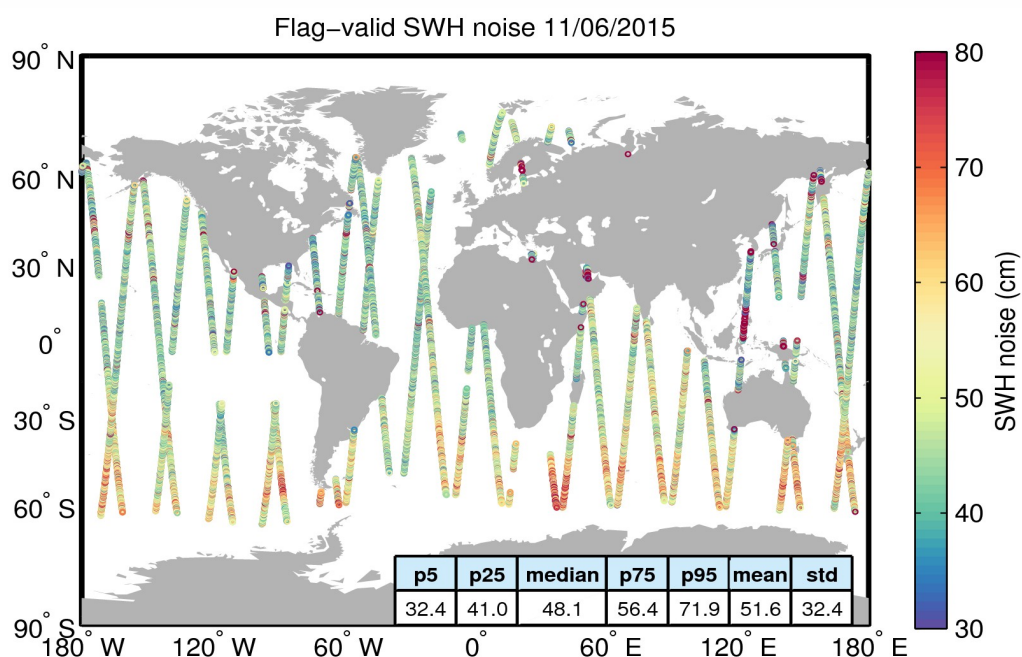 Flag−valid SWH noise 11/06/2015
90° N
60° N
30° N
0°
30° S
60° S
90° S
180° W
120° W
60° W
0°
60° E
120° E
180° E
80
70
60
50
40
30
SWH noise (cm)
p5 p25 median p75 p95 mean std
32.4 41.0 48.1 56.4 71.9 51.6 32.4